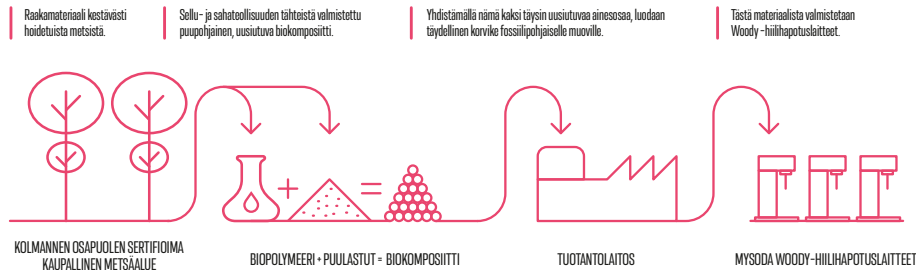 Raakamateriaali kestävästi
hoidetuista metsistä.
Sellu- ja sahateollisuuden tähteistä valmistettu
puupohjainen, uusiutuva biokomposiitti.
Yhdistämällä nämä kaksi täysin uusiutuvaa ainesosaa, luodaan
täydellinen korvike fossiilipohjaiselle muoville.
Tästä materiaalista valmistetaan
Woody -hiilihapotuslaitteet.
+
=
KOLMANNEN OSAPUOLEN SERTIFIOIMA
KAUPALLINEN METSÄALUE
BIOPOLYMEERI + PUULASTUT = BIOKOMPOSIITTI
TUOTANTOLAITOS
MYSODA WOODY-HIILIHAPOTUSLAITTEET